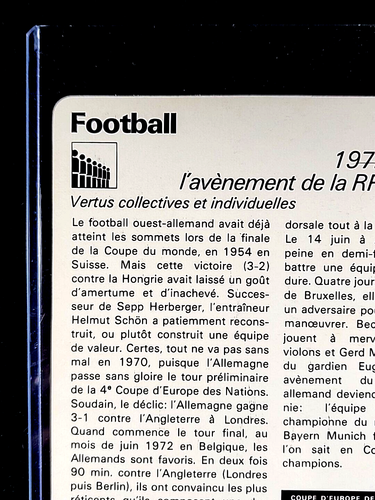 Football
197
l'avènement de la RF
Vertus collectives et individuelles
Le football ouest-allemand avait déjà
atteint les sommets lors de la finale
de la Coupe du monde, en 1954 en
Suisse. Mais cette victoire (3-2)
contre la Hongrie avait laissé un goût
d'amertume et d'inachevé. Succes-
seur de Sepp Herberger, l'entraîneur
Helmut Schön a patiemment recons-
truit, ou plutôt construit une équipe
de valeur. Certes, tout ne va pas sans
mal en 1970, puisque l'Allemagne
passe sans gloire le tour préliminaire
de la 4e Coupe d'Europe des Nations.
Soudain, le déclic: l'Allemagne gagne
3-1 contre l'Angleterre à Londres.
Quand commence le tour final, au
mois de juin 1972 en Belgique, les
Allemands sont favoris. En deux fois
90 min. contre l'Angleterre (Londres
puis Berlin), ils ont convaincu les plus
réticents qu'ils
dorsale tout à la
Le 14 juin à
peine en demi-f
battre une équip
dure. Quatre jour
de Bruxelles, ell
un adversaire po
manœuvrer. Bec
jouent à merv
violons et Gerd M
du gardien Eug
avènement du
allemand devienc
nie: l'équipe
championne du
Bayern Munich f
l'on sait en Co
champions.
COUPE D'EUROPE DE